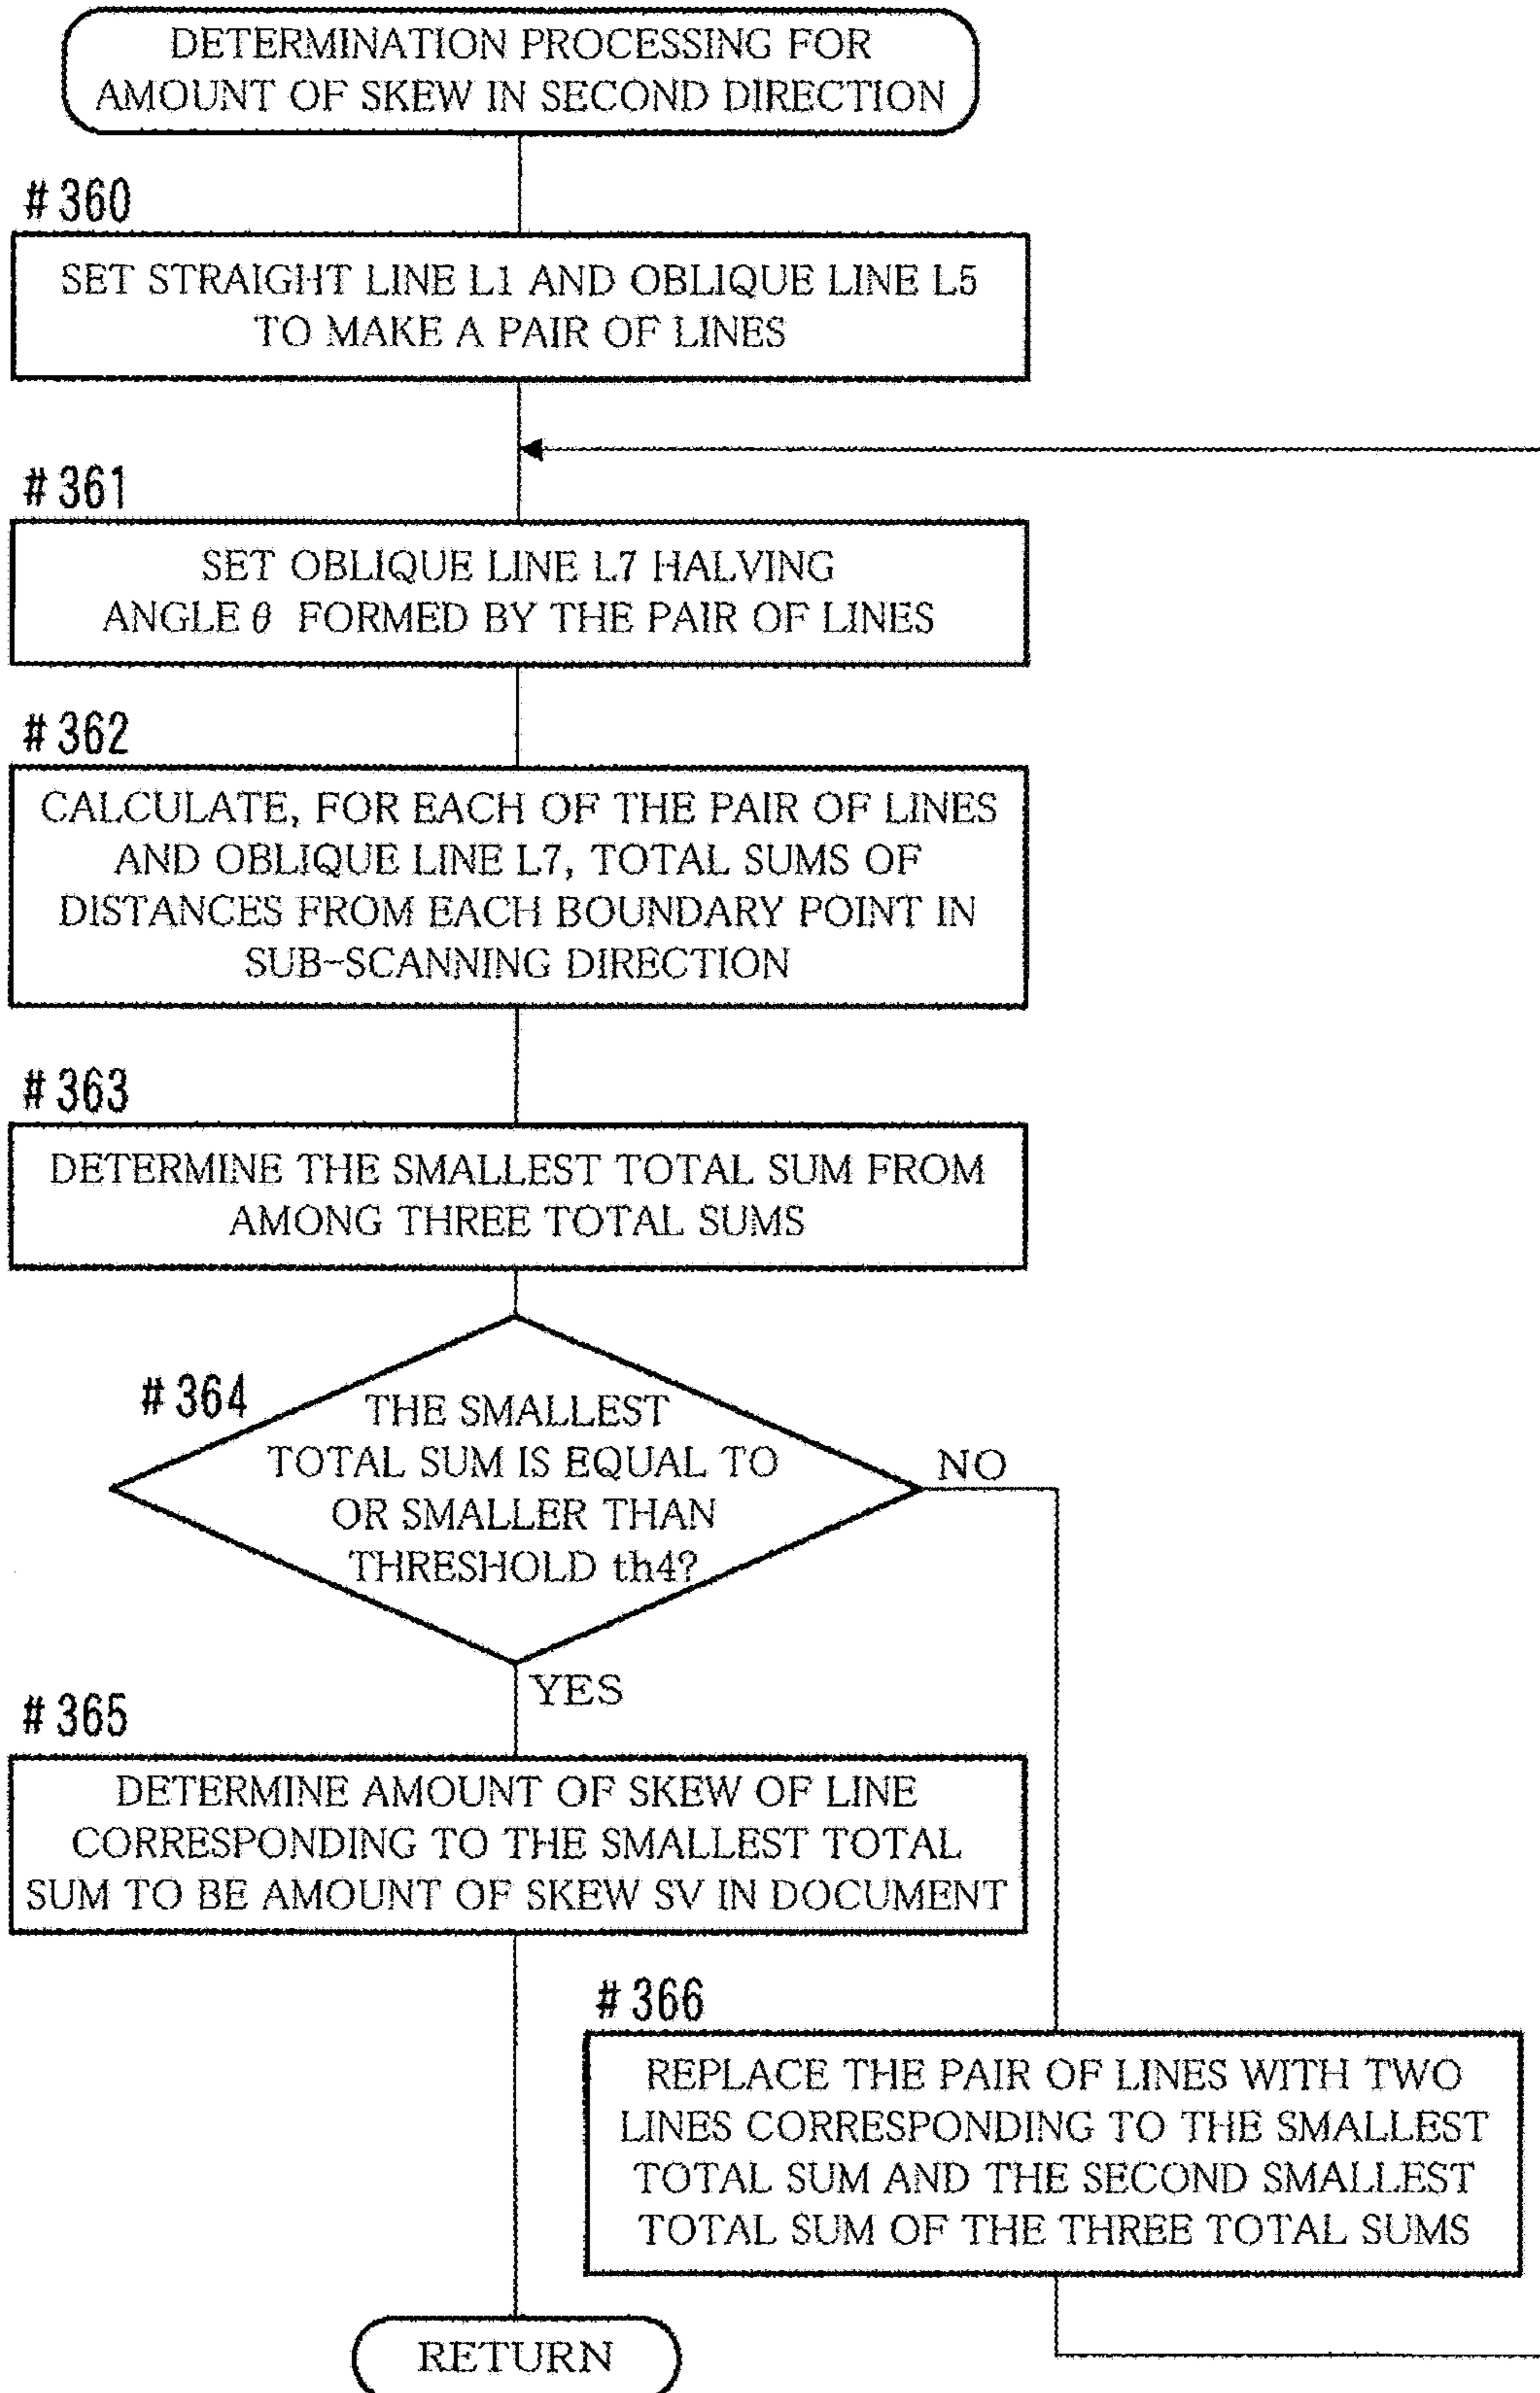 DETERMINATION PROCESSING FOR
AMOUNT OF SKEW IN SECOND DIRECTION
#360
SET STRAIGHT LINE L1 AND OBLIQUE LINE L5
TO MAKE A PAIR OF LINES
#361
SET OBLIQUE LINE L7 HALVING
ANGLE θ FORMED BY THE PAIR OF LINES
#362
CALCULATE, FOR EACH OF THE PAIR OF LINES
AND OBLIQUE LINE L7, TOTAL SUMS OF
DISTANCES FROM EACH BOUNDARY POINT IN
SUB-SCANNING DIRECTION
#363
DETERMINE THE SMALLEST TOTAL SUM FROM
AMONG THREE TOTAL SUMS
#364
THE SMALLEST
TOTAL SUM IS EQUAL TO
OR SMALLER THAN
THRESHOLD th4?
NO
YES
#365
DETERMINE AMOUNT OF SKEW OF LINE
CORRESPONDING TO THE SMALLEST TOTAL
SUM TO BE AMOUNT OF SKEW SV IN DOCUMENT
#366
REPLACE THE PAIR OF LINES WITH TWO
LINES CORRESPONDING TO THE SMALLEST
TOTAL SUM AND THE SECOND SMALLEST
TOTAL SUM OF THE THREE TOTAL SUMS
RETURN